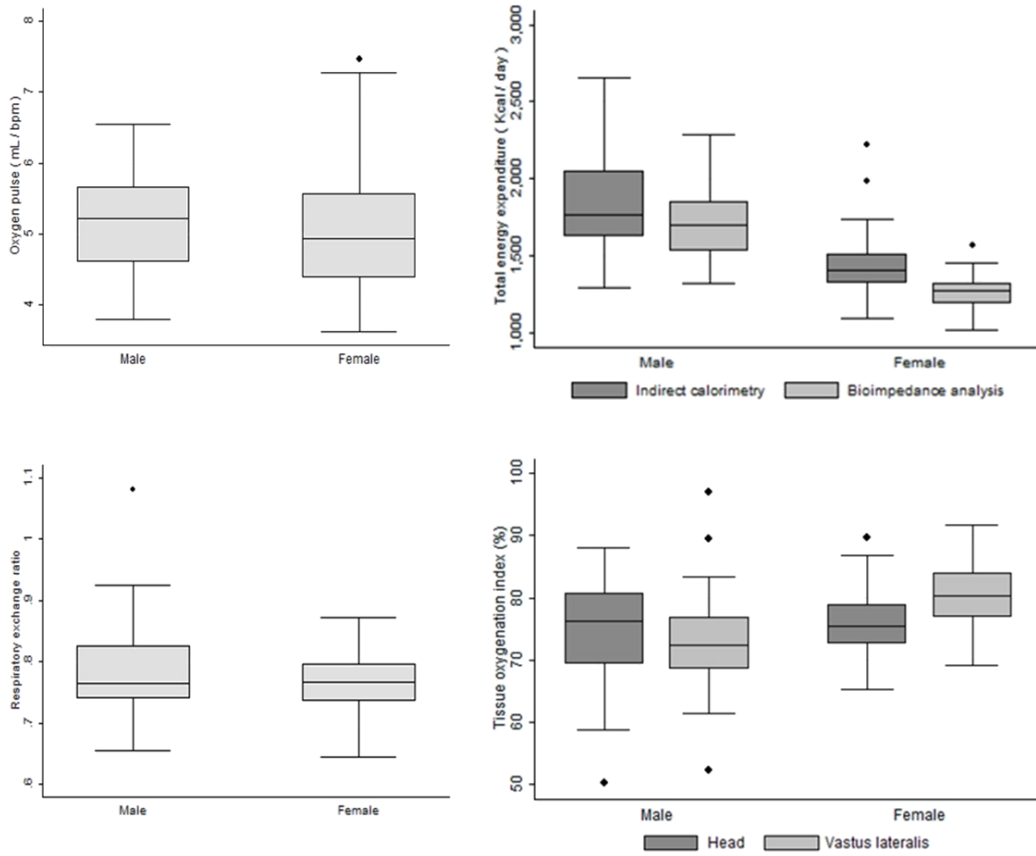 Oxygen pulse ( mL / bpm )
8
7
6
5
4
Male Female
Total energy expenditure ( Kcal / day )
3,000
2,500
2,000
1,500
1,000
Male Female
Indirect calorimetry Bioimpedance analysis
Respiratory exchange ratio
1.1
1
.9
.8
.7
.6
Male Female
Tissue oxygenation index (%)
100
90
80
70
60
50
Male Female
Head Vastus lateralis